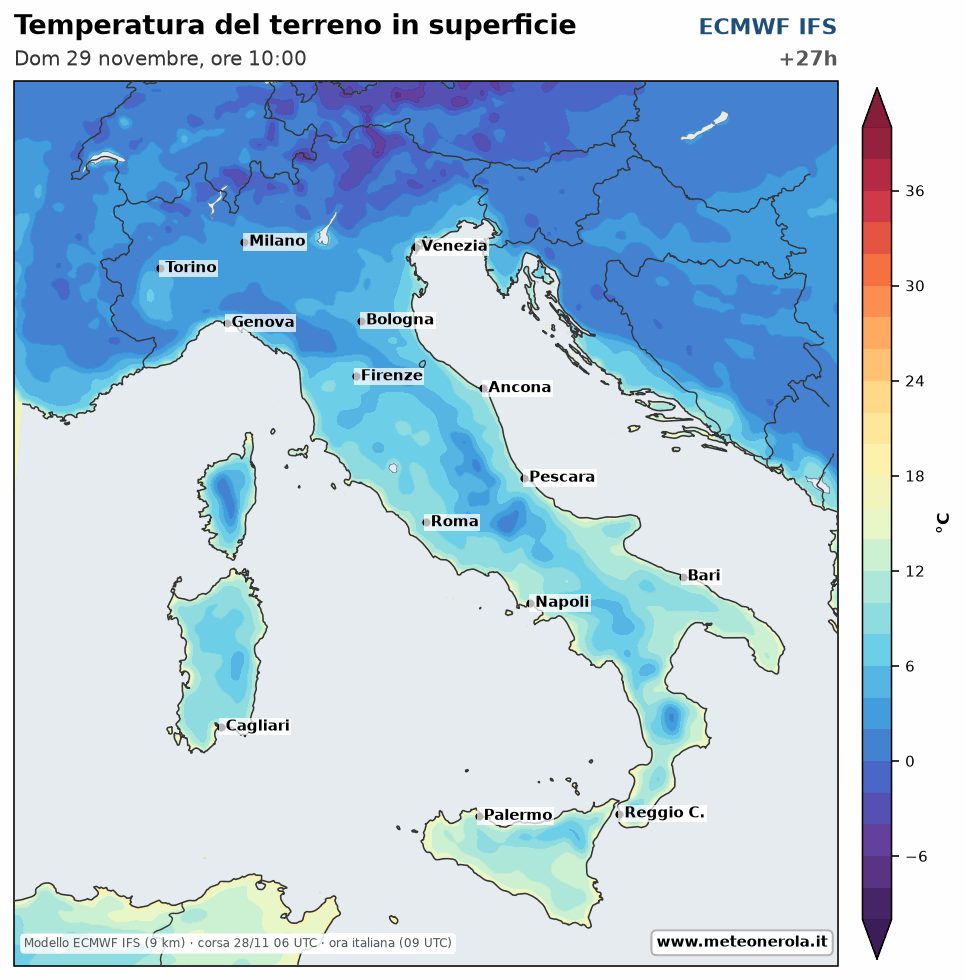 Temperatura del terreno in superficie
ECMWF IFS
Dom 29 novembre, ore 10:00
+27h
Milano
Venezia
Torino
Genova
Bologna
Firenze
Ancona
Pescara
Roma
Bari
Napoli
Cagliari
Palermo
Reggio C.
36
30
24
18
12
6
0
−6
°C
Modello ECMWF IFS (9 km) · corsa 28/11 06 UTC · ora italiana (09 UTC)
www.meteonerola.it